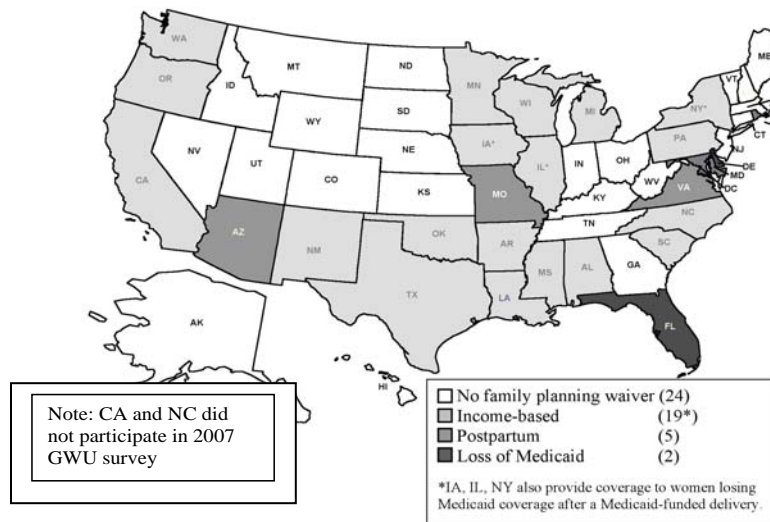 WA
MT
ND
MN
ME
VT
OR
ID
SD
WI
MI
NY*
WY
IA*
PA
CT
NJ
NE
NV
IL*
IN
OH
DE
UT
MD
CA
CO
WV
VA
DC
KS
MO
KY
NC
TN
AZ
OK
NM
AR
SC
MS
AL
GA
TX
LA
AK
FL
HI
Note: CA and NC did
not participate in 2007
GWU survey
No family planning waiver (24)
Income-based (19*)
Postpartum (5)
Loss of Medicaid (2)
*IA, IL, NY also provide coverage to women losing
Medicaid coverage after a Medicaid-funded delivery.